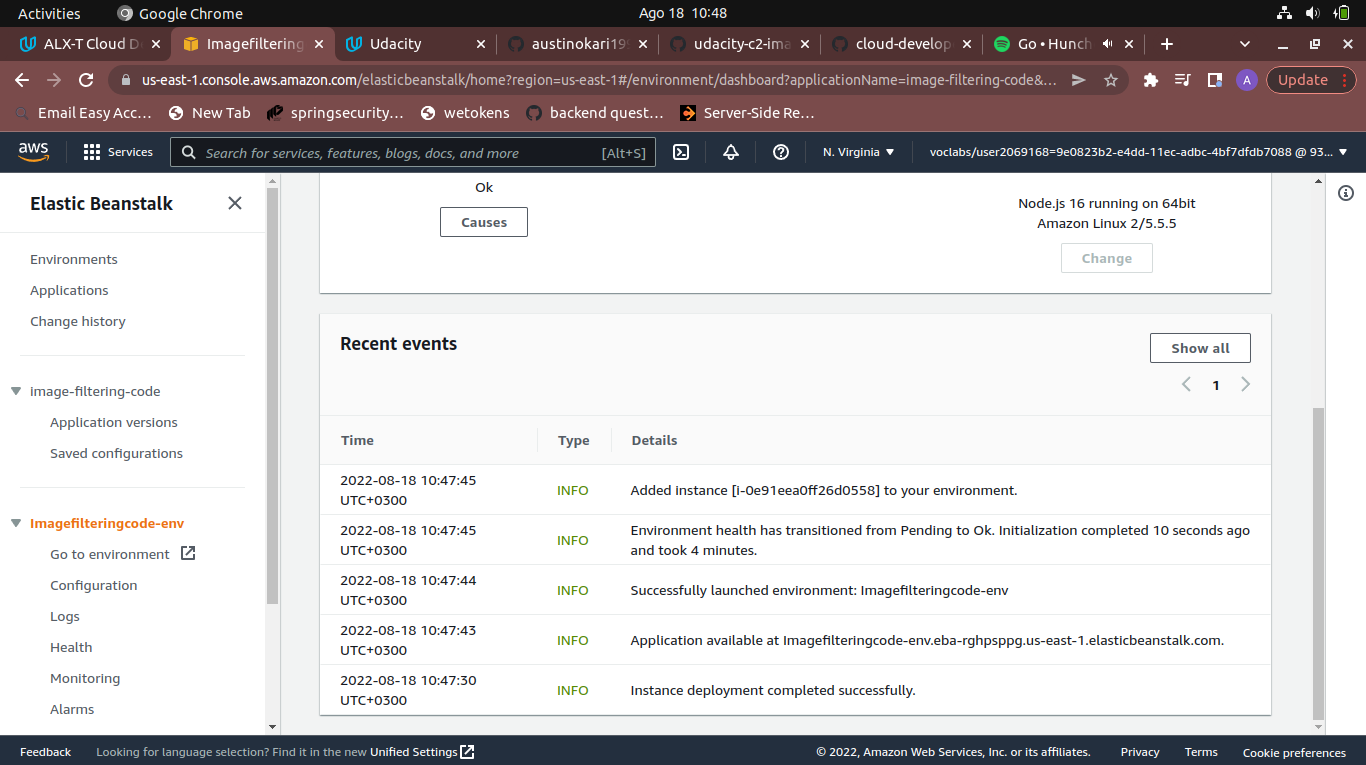 Activities
Google Chrome
Ago 18 10:48
ALX-T Cloud De
Imagefiltering
Udacity
austinokari199
udacity-c2-ima
cloud-develop
Go • Hunch
us-east-1.console.aws.amazon.com/elasticbeanstalk/home?region=us-east-1#/environment/dashboard?applicationName=image-filtering-code&...
A
Update
Email Easy Acc...
New Tab
springsecurity...
wetokens
backend quest...
Server-Side Re...
aws
Services
Search for services, features, blogs, docs, and more
[Alt+S]
N. Virginia
voclabs/user2069168=9e0823b2-e4dd-11ec-adbc-4bf7dfdb7088 @ 93...
Elastic Beanstalk
Environments
Applications
Change history
image-filtering-code
Application versions
Saved configurations
Imagefilteringcode-env
Go to environment
Configuration
Logs
Health
Monitoring
Alarms
Ok
Causes
Node.js 16 running on 64bit
Amazon Linux 2/5.5.5
Change
Recent events
Show all
1
Time Type Details
2022-08-18 10:47:45
UTC+0300
INFO
Added instance [i-0e91eea0ff26d0558] to your environment.
2022-08-18 10:47:45
UTC+0300
INFO
Environment health has transitioned from Pending to Ok. Initialization completed 10 seconds ago
and took 4 minutes.
2022-08-18 10:47:44
UTC+0300
INFO
Successfully launched environment: Imagefilteringcode-env
2022-08-18 10:47:43
UTC+0300
INFO
Application available at Imagefilteringcode-env.eba-rghpsppg.us-east-1.elasticbeanstalk.com.
2022-08-18 10:47:30
UTC+0300
INFO
Instance deployment completed successfully.
Feedback
Looking for language selection? Find it in the new Unified Settings
© 2022, Amazon Web Services, Inc. or its affiliates.
Privacy
Terms
Cookie preferences